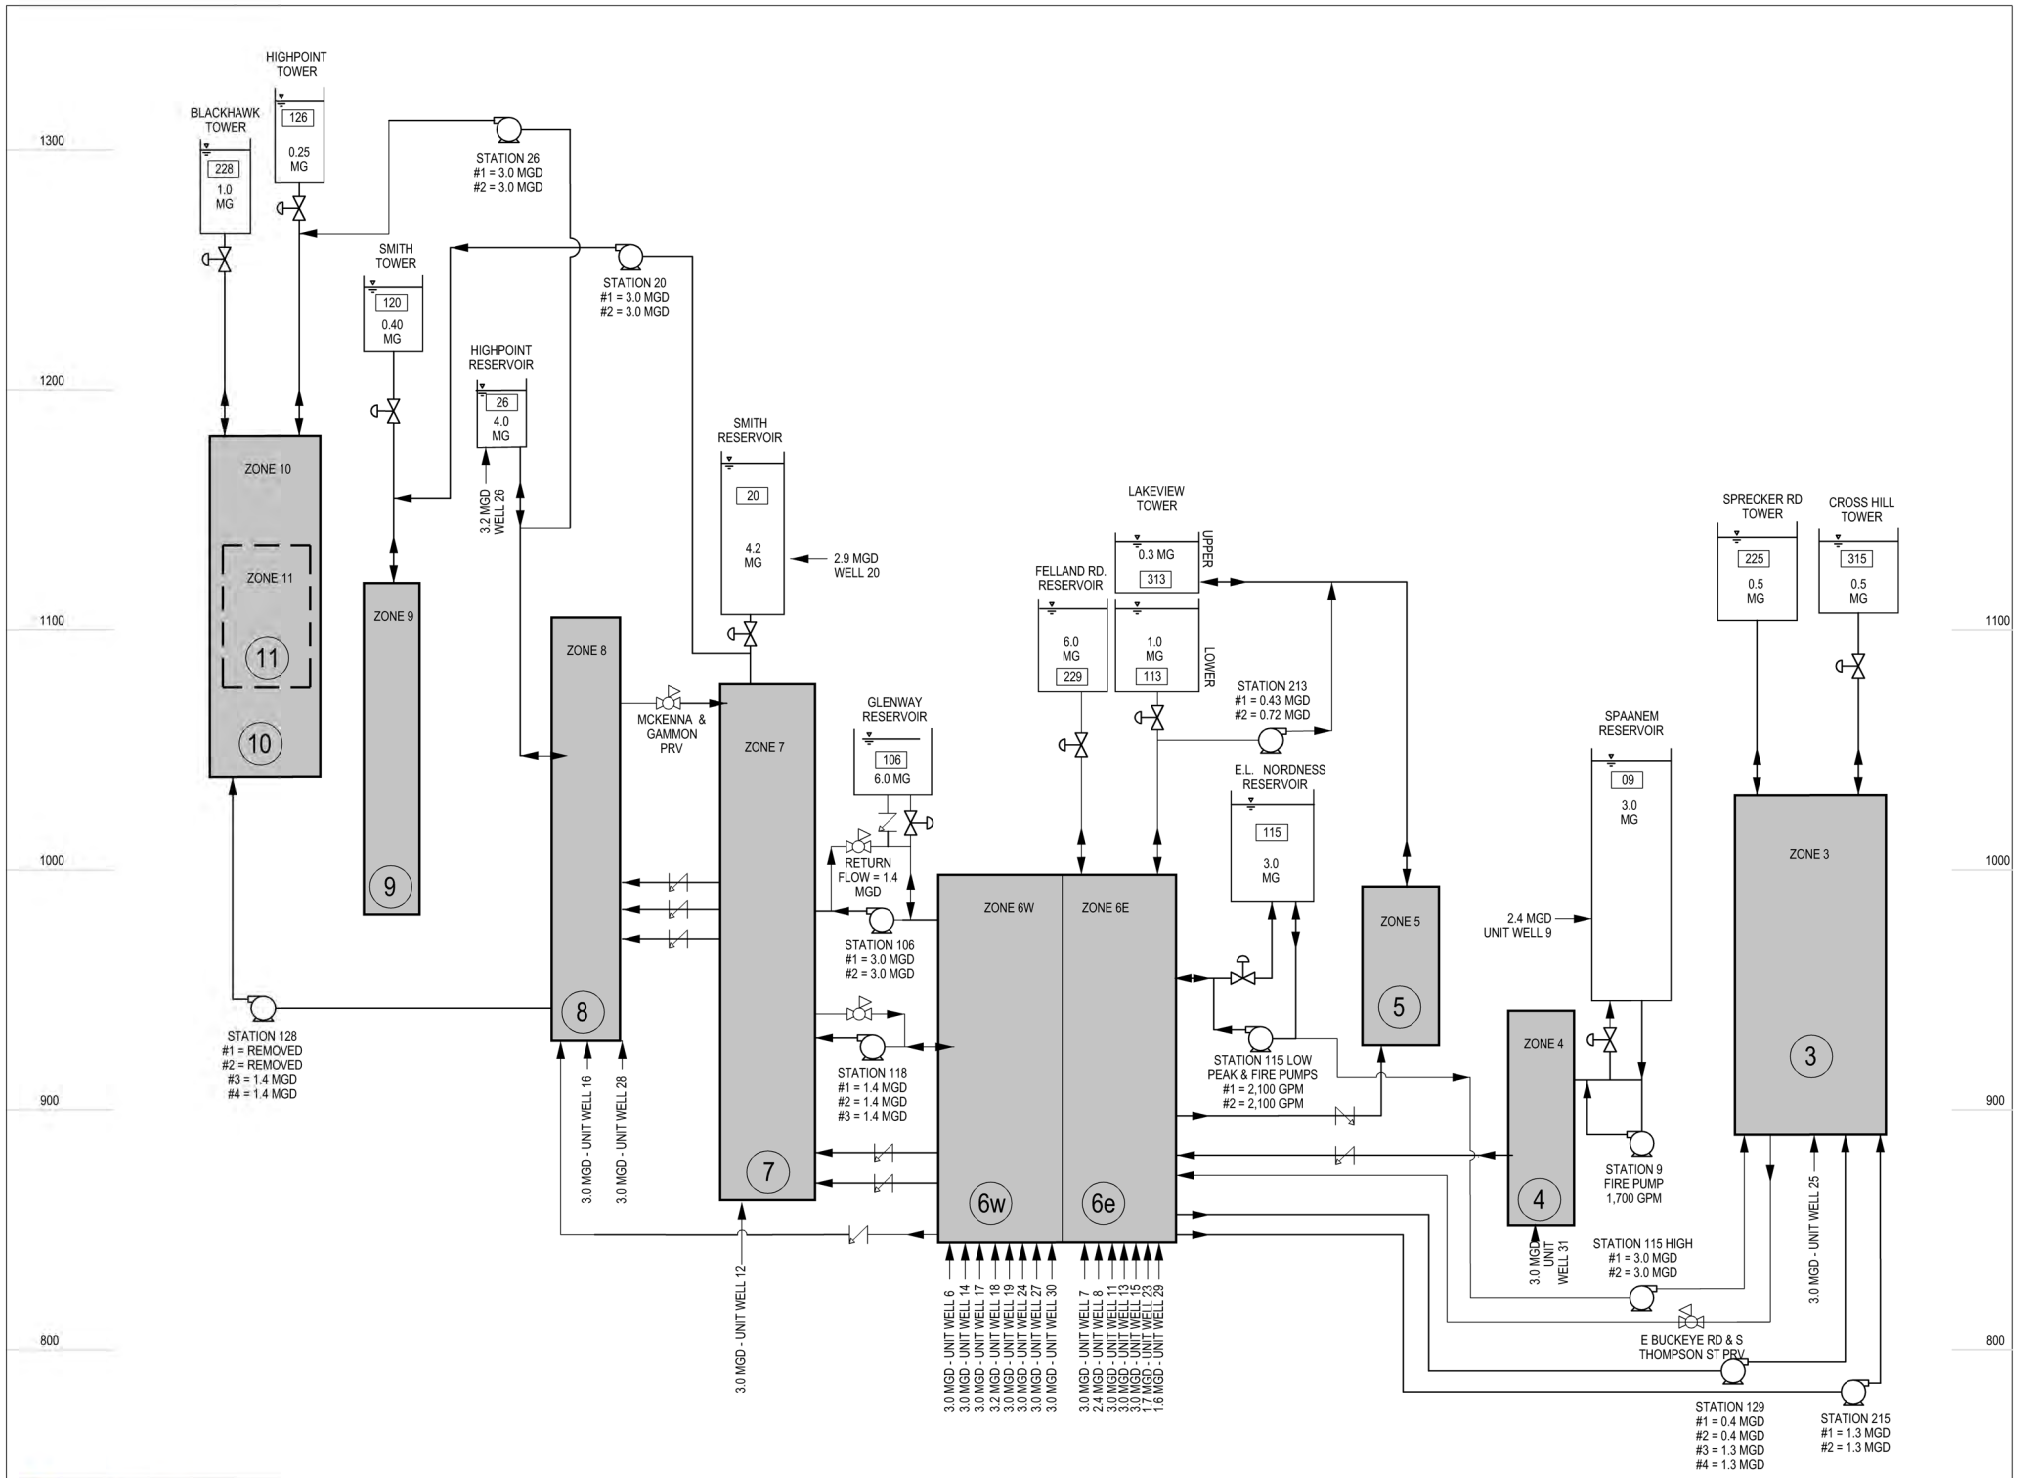 HIGHPOINT
TOWER
126
0.25
MG
BLACKHAWK
TOWER
228
1.0
MG
1300
STATION 26
#1 = 3.0 MGD
#2 = 3.0 MGD
SMITH
TOWER
120
0.40
MG
STATION 20
#1 = 3.0 MGD
#2 = 3.0 MGD
HIGHPOINT
RESERVOIR
26
4.0
MG
3.2 MGD
WELL 26
1200
SMITH
RESERVOIR
20
4.2
MG
2.9 MGD
WELL 20
LAKEVIEW
TOWER
UPPER
0.3 MG
313
FELLAND RD.
RESERVOIR
6.0
MG
229
1.0
MG
113
LOWER
SPRECKER RD
TOWER
225
0.5
MG
CROSS HILL
TOWER
315
0.5
MG
ZONE 10
ZONE 11
11
10
ZONE 9
9
1100
1100
ZONE 8
8
MCKENNA &
GAMMON
PRV
ZONE 7
7
GLENWAY
RESERVOIR
106
6.0 MG
STATION 213
#1 = 0.43 MGD
#2 = 0.72 MGD
E.L. NORDNESS
RESERVOIR
115
3.0
MG
SPAANEM
RESERVOIR
09
3.0
MG
2.4 MGD
UNIT WELL 9
1000
1000
RETURN
FLOW = 1.4
MGD
STATION 106
#1 = 3.0 MGD
#2 = 3.0 MGD
ZONE 6W
6w
ZONE 6E
6e
ZONE 5
5
ZONE 3
3
STATION 128
#1 = REMOVED
#2 = REMOVED
#3 = 1.4 MGD
#4 = 1.4 MGD
3.0 MGD - UNIT WELL 16
3.0 MGD - UNIT WELL 28
STATION 118
#1 = 1.4 MGD
#2 = 1.4 MGD
#3 = 1.4 MGD
STATION 115 LOW
PEAK & FIRE PUMPS
#1 = 2,100 GPM
#2 = 2,100 GPM
ZONE 4
4
900
900
STATION 9
FIRE PUMP
1,700 GPM
3.0 MGD - UNIT WELL 12
3.0 MGD - UNIT WELL 6
3.0 MGD - UNIT WELL 14
3.0 MGD - UNIT WELL 17
3.2 MGD - UNIT WELL 18
3.0 MGD - UNIT WELL 19
3.0 MGD - UNIT WELL 24
3.0 MGD - UNIT WELL 27
3.0 MGD - UNIT WELL 30
3.0 MGD - UNIT WELL 7
2.4 MGD - UNIT WELL 8
3.0 MGD - UNIT WELL 11
3.0 MGD - UNIT WELL 13
3.0 MGD - UNIT WELL 15
1.7 MGD - UNIT WELL 23
1.6 MGD - UNIT WELL 29
3.0 MGD
UNIT
WELL 31
STATION 115 HIGH
#1 = 3.0 MGD
#2 = 3.0 MGD
3.0 MGD - UNIT WELL 25
800
800
E BUCKEYE RD & S
THOMPSON ST PRV
STATION 129
#1 = 0.4 MGD
#2 = 0.4 MGD
#3 = 1.3 MGD
#4 = 1.3 MGD
STATION 215
#1 = 1.3 MGD
#2 = 1.3 MGD